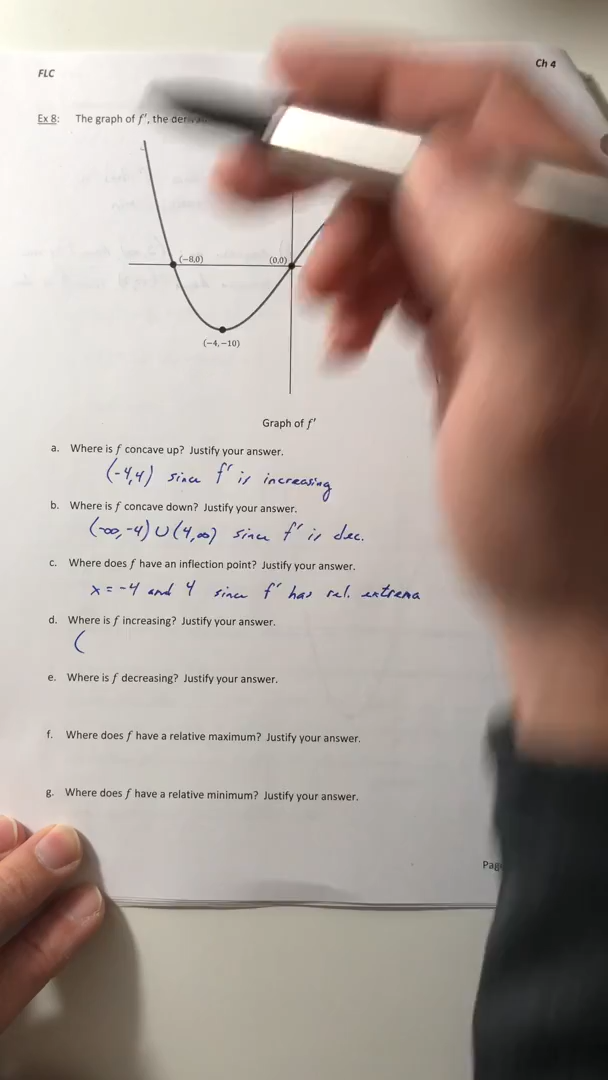 FLC
Ch 4
Ex 8: The graph of f′, the
(−8,0)
(0,0)
(−4,−10)
Graph of f′
a. Where is f concave up? Justify your answer.
(-4,4) since f' is increasing
b. Where is f concave down? Justify your answer.
(-∞,-4) ∪ (4,∞) since f' is dec.
c. Where does f have an inflection point? Justify your answer.
x = -4 and 4 since f' has rel. extrema
d. Where is f increasing? Justify your answer.
(
e. Where is f decreasing? Justify your answer.
f. Where does f have a relative maximum? Justify your answer.
g. Where does f have a relative minimum? Justify your answer.